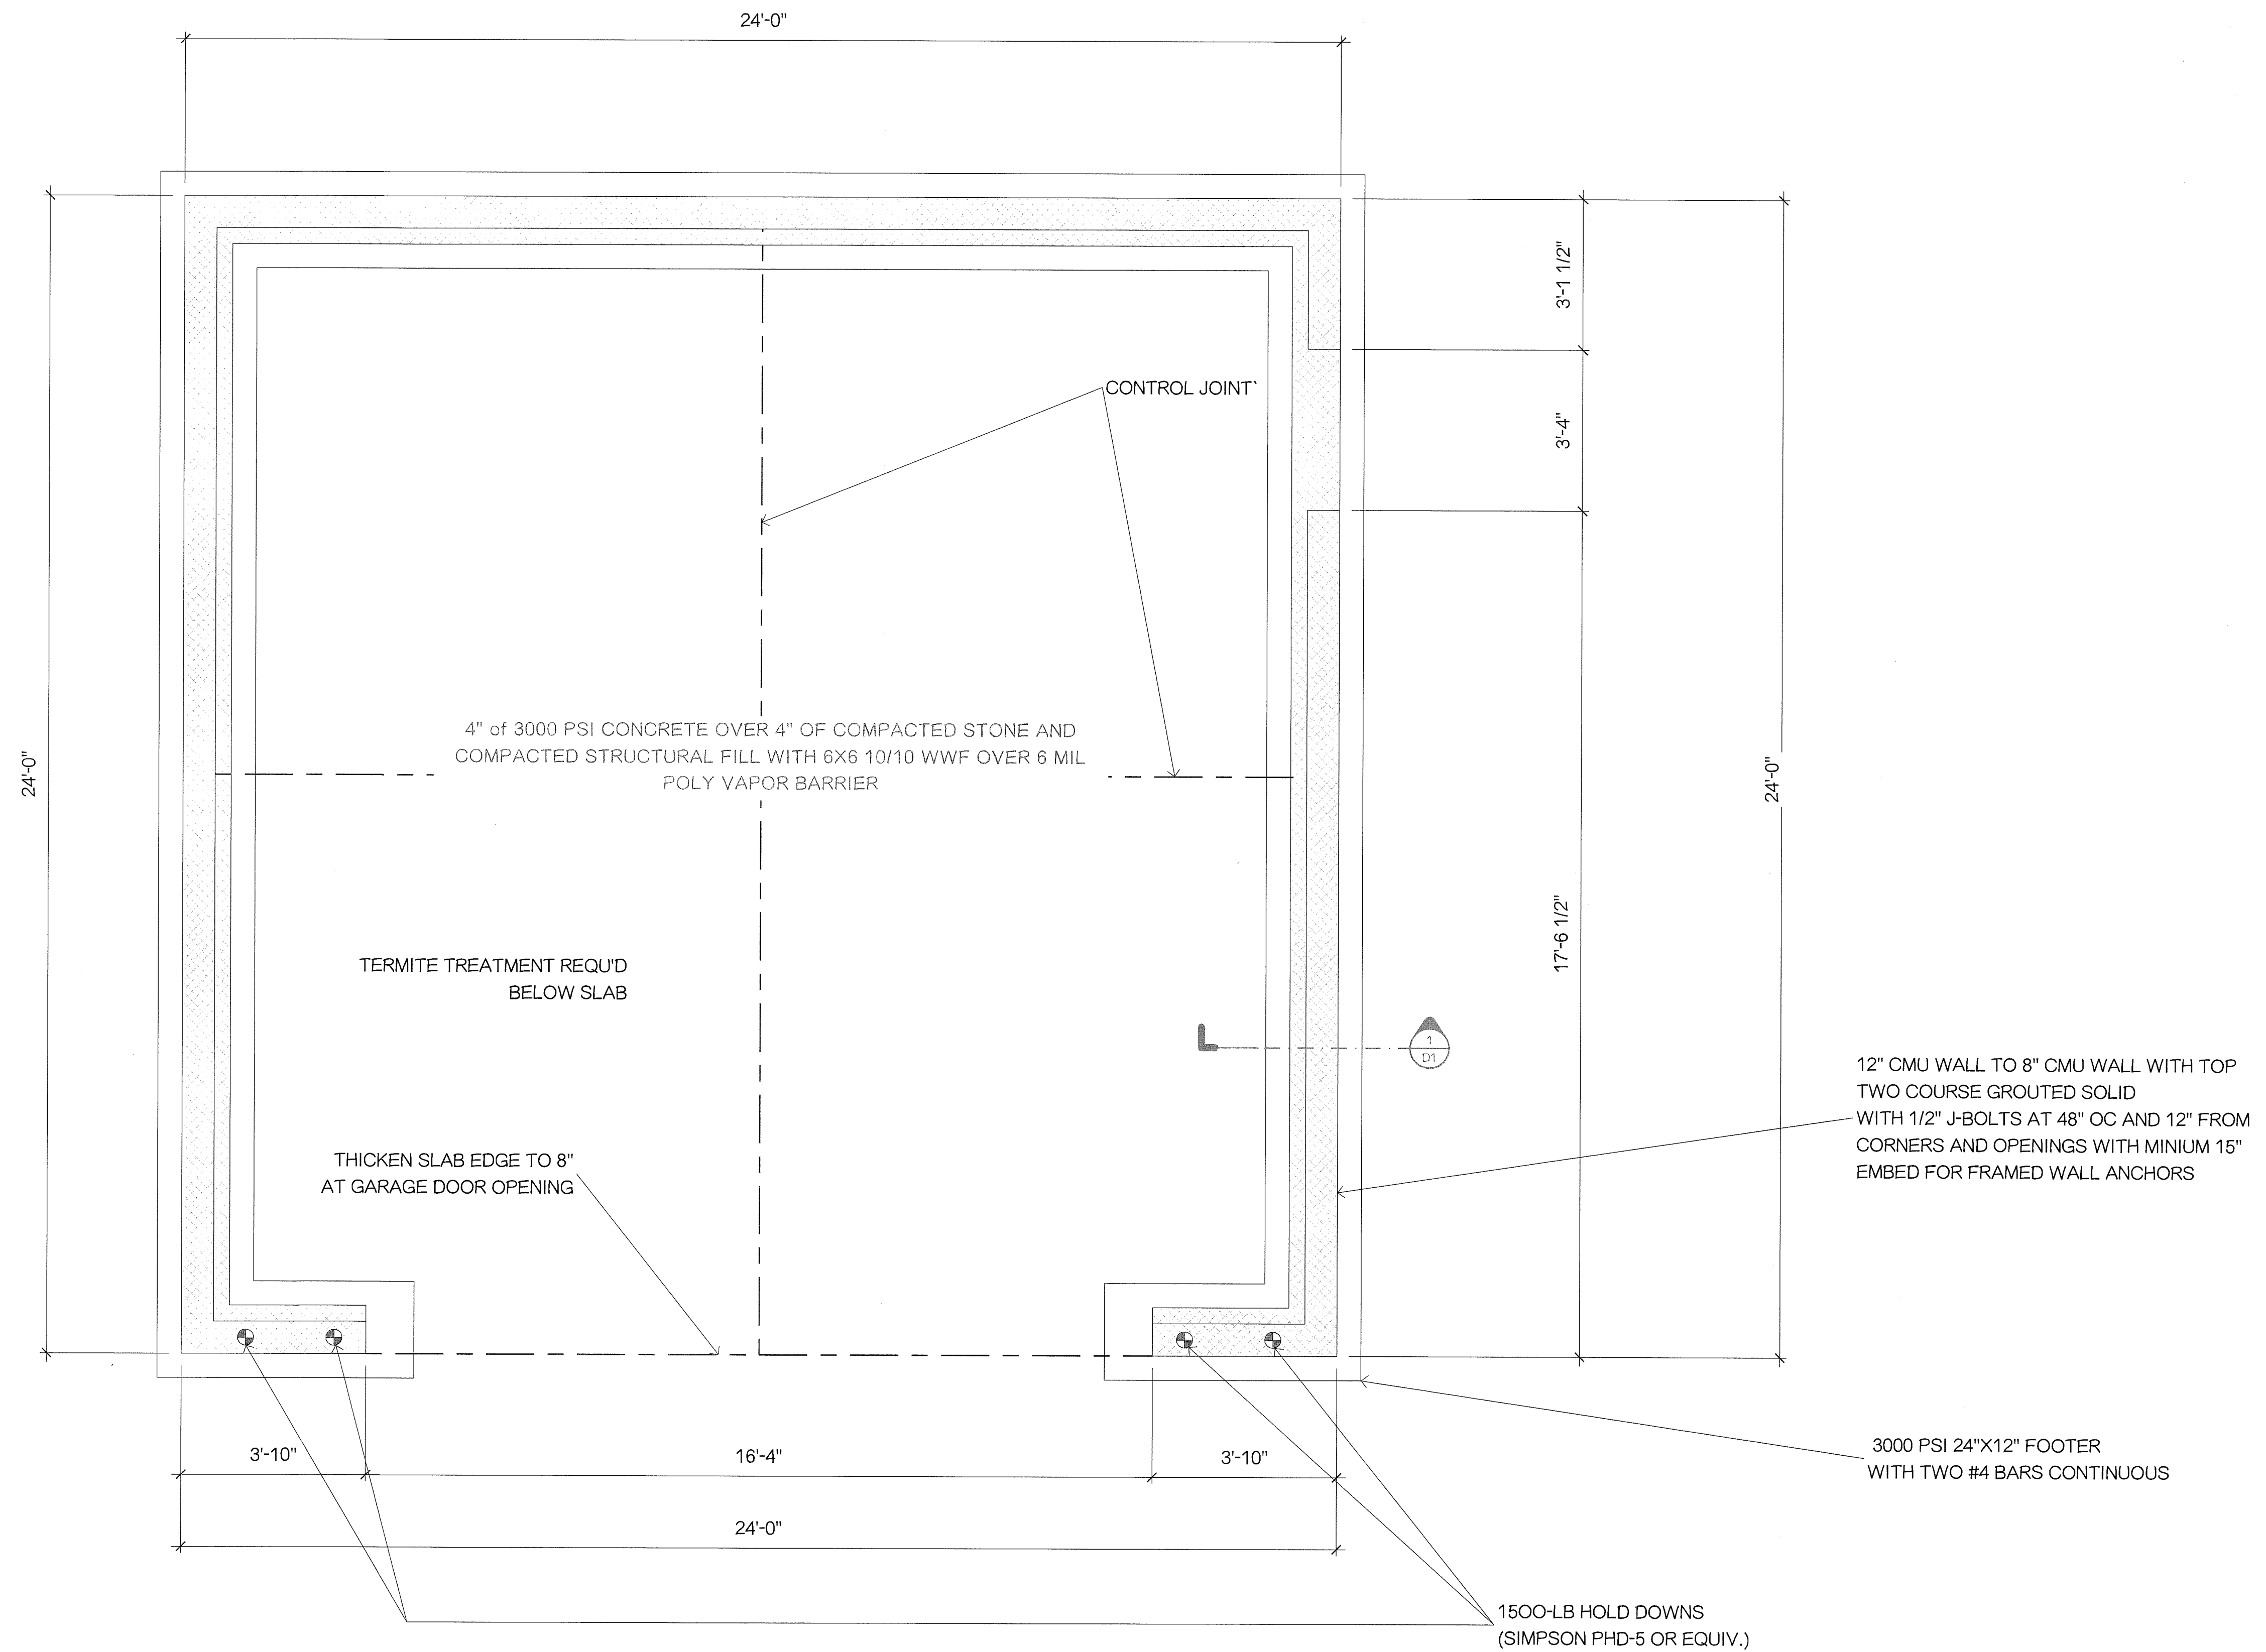 24'-0"
3'-1 1/2"
CONTROL JOINT`
3'-4"
4" of 3000 PSI CONCRETE OVER 4" OF COMPACTED STONE AND
COMPACTED STRUCTURAL FILL WITH 6X6 10/10 WWF OVER 6 MIL
POLY VAPOR BARRIER
24'-0"
24'-0"
17'-6 1/2"
TERMITE TREATMENT REQU'D
BELOW SLAB
1
D1
12" CMU WALL TO 8" CMU WALL WITH TOP
TWO COURSE GROUTED SOLID
WITH 1/2" J-BOLTS AT 48" OC AND 12" FROM
CORNERS AND OPENINGS WITH MINIUM 15"
EMBED FOR FRAMED WALL ANCHORS
THICKEN SLAB EDGE TO 8"
AT GARAGE DOOR OPENING
3'-10"
16'-4"
3'-10"
3000 PSI 24"X12" FOOTER
WITH TWO #4 BARS CONTINUOUS
24'-0"
1500-LB HOLD DOWNS
(SIMPSON PHD-5 OR EQUIV.)